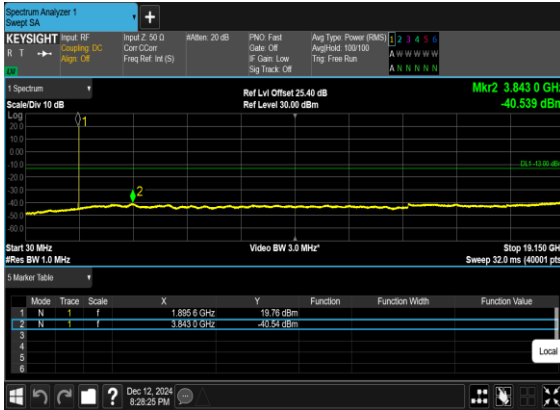 Spectrum Analyzer 1
Swept SA
KEYSIGHT Input: RF Input Z: 50 Ω #Atten: 20 dB PNO: Fast Avg Type: Power (RMS) 1 2 3 4 5 6
R T Coupling: DC Corr CCorr Gate: Off Avg|Hold: 100/100 A W W W W W
Align: Off Freq Ref: Int (S) IF Gain: Low Trig: Free Run
Sig Track: Off A N N N N N
1 Spectrum Ref Lvl Offset 25.40 dB Mkr2 3.843 0 GHz
Scale/Div 10 dB Ref Level 30.00 dBm -40.539 dBm
Log
20.0 1
10.0
0.00
-10.0 DL1 -13.00 dBm
-20.0
-30.0
-40.0 2
-50.0
-60.0
Start 30 MHz Video BW 3.0 MHz* Stop 19.150 GH
#Res BW 1.0 MHz Sweep 32.0 ms (40001 pts
5 Marker Table
Mode Trace Scale X Y Function Function Width Function Value
1 N 1 f 1.895 6 GHz 19.76 dBm
2 N 1 f 3.843 0 GHz -40.54 dBm
3
4
5
6
Local
? Dec 12, 2024
8:28:25 PM